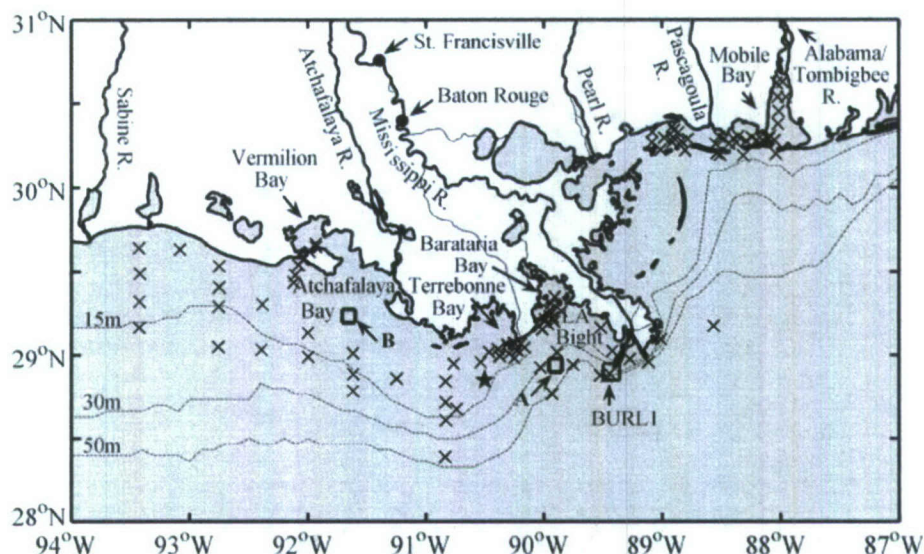 31°N
30°N
29°N
28°N
94°W
93°W
92°W
91°W
90°W
89°W
88°W
87°W
Sabine R.
Atchafalaya R.
Mississippi R.
St. Francisville
Baton Rouge
Pearl R.
Pascagoula
R.
Mobile
Bay
Alabama/
Tombigbee
R.
Vermilion
Bay
Barataria
Bay
Terrebonne
Bay
LA
Bight
Atchafalaya
Bay
B
A
BURL1
15m
30m
50m